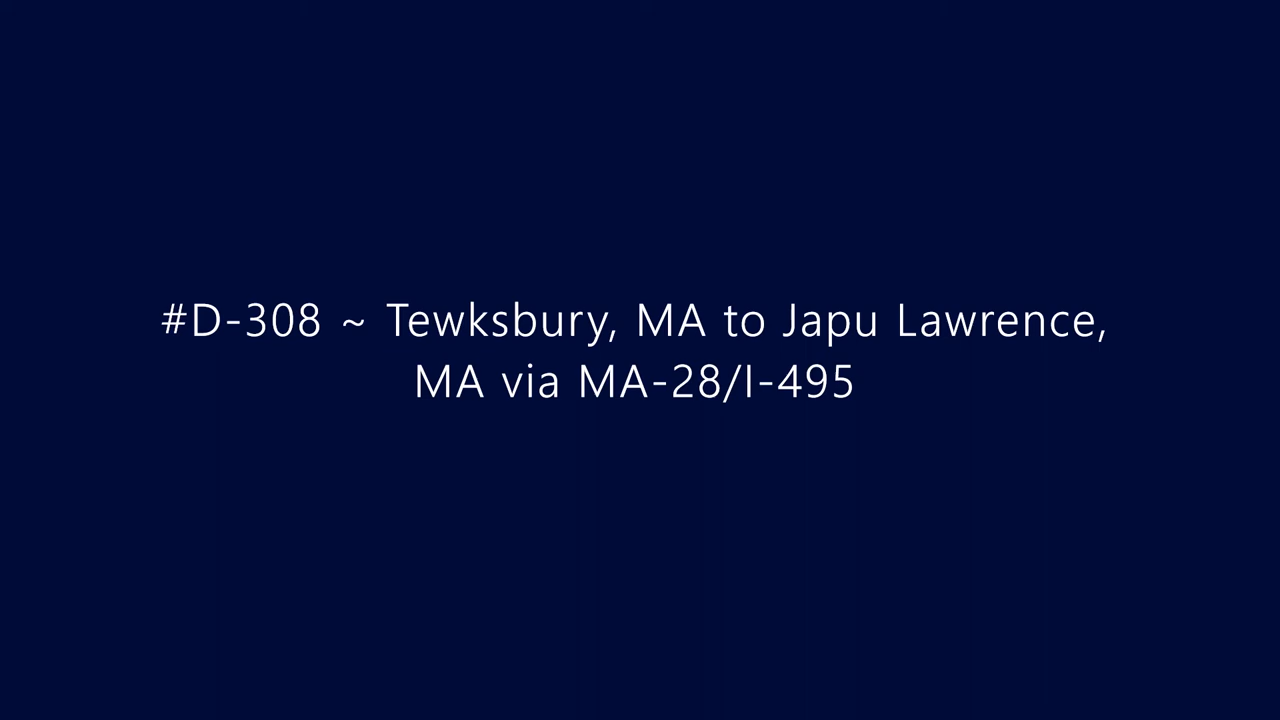 #D-308 ~ Tewksbury, MA to Japu Lawrence,
MA via MA-28/I-495